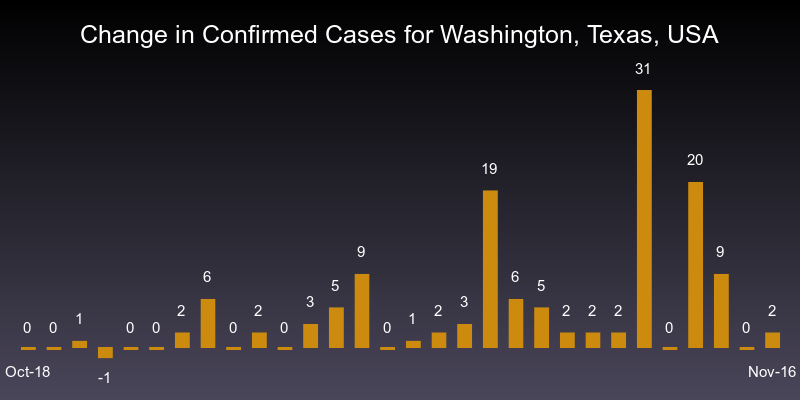 Change in Confirmed Cases for Washington, Texas, USA
0 0 1 -1 0 0 2 6 0 2 0 3 5 9 0 1 2 3 19 6 5 2 2 2 31 0 20 9 0 2
Oct-18 Nov-16